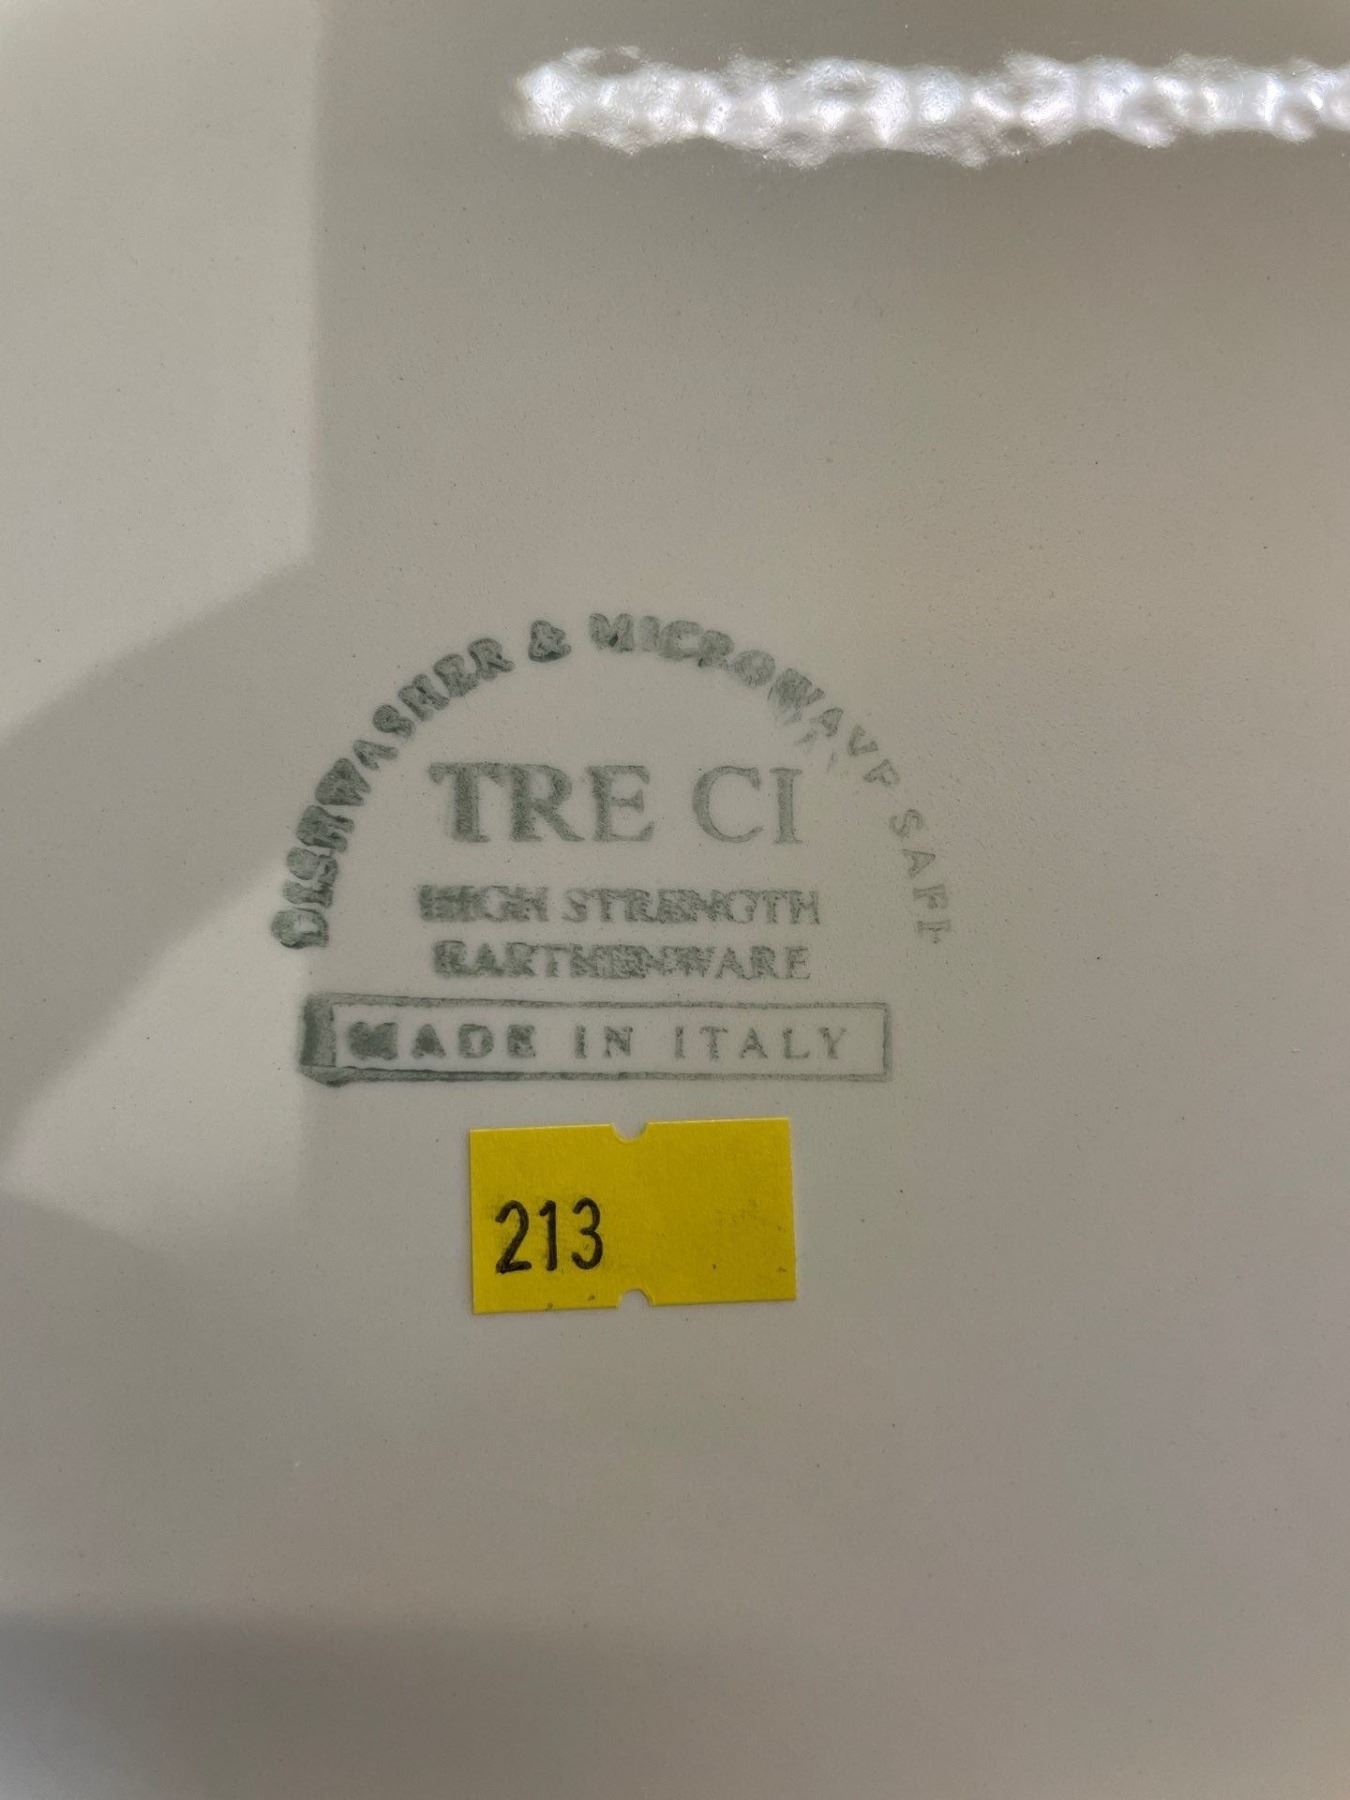 DISHWASHER & MICROWAVE SAFE
TRE CI
HIGH STRENGTH
EARTHENWARE
MADE IN ITALY
213